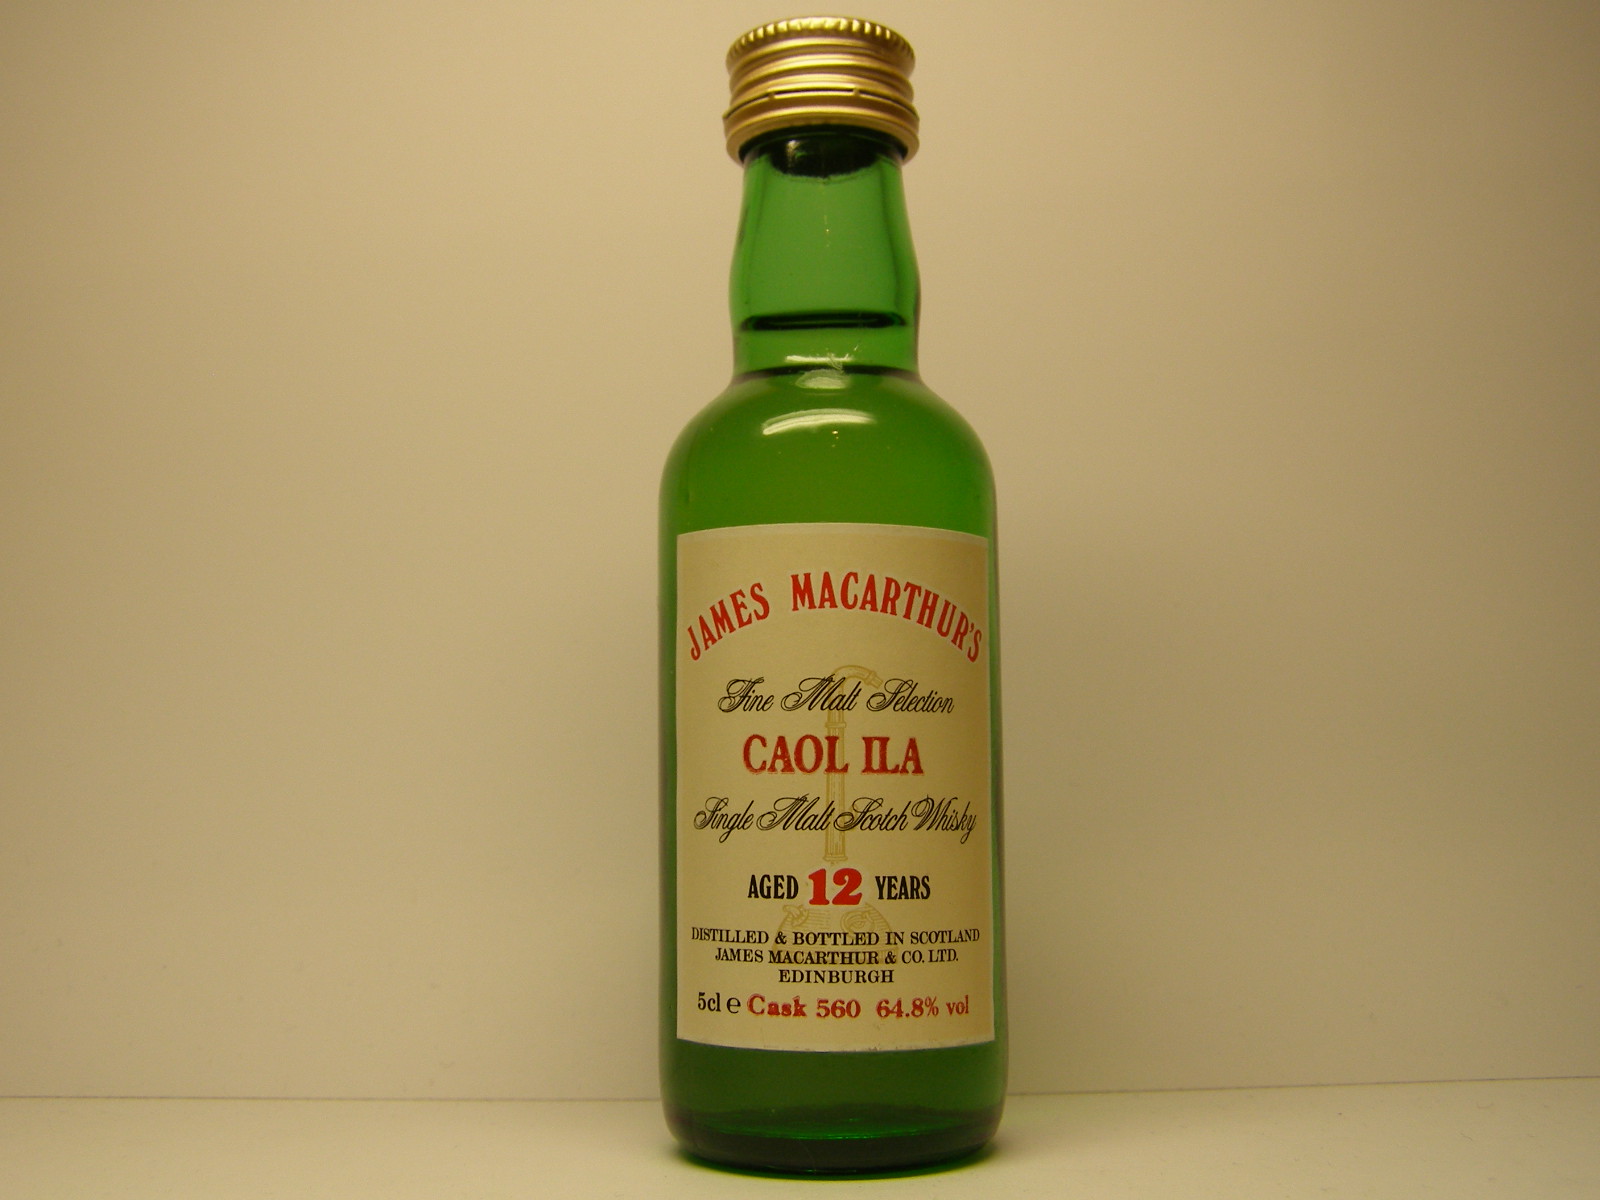 JAMES MACARTHUR'S
Fine Malt Selection
CAOL ILA
Single Malt Scotch Whisky
AGED 12 YEARS
DISTILLED & BOTTLED IN SCOTLAND
JAMES MACARTHUR & CO. LTD.
EDINBURGH
5cl ℮ Cask 560 64.8% vol